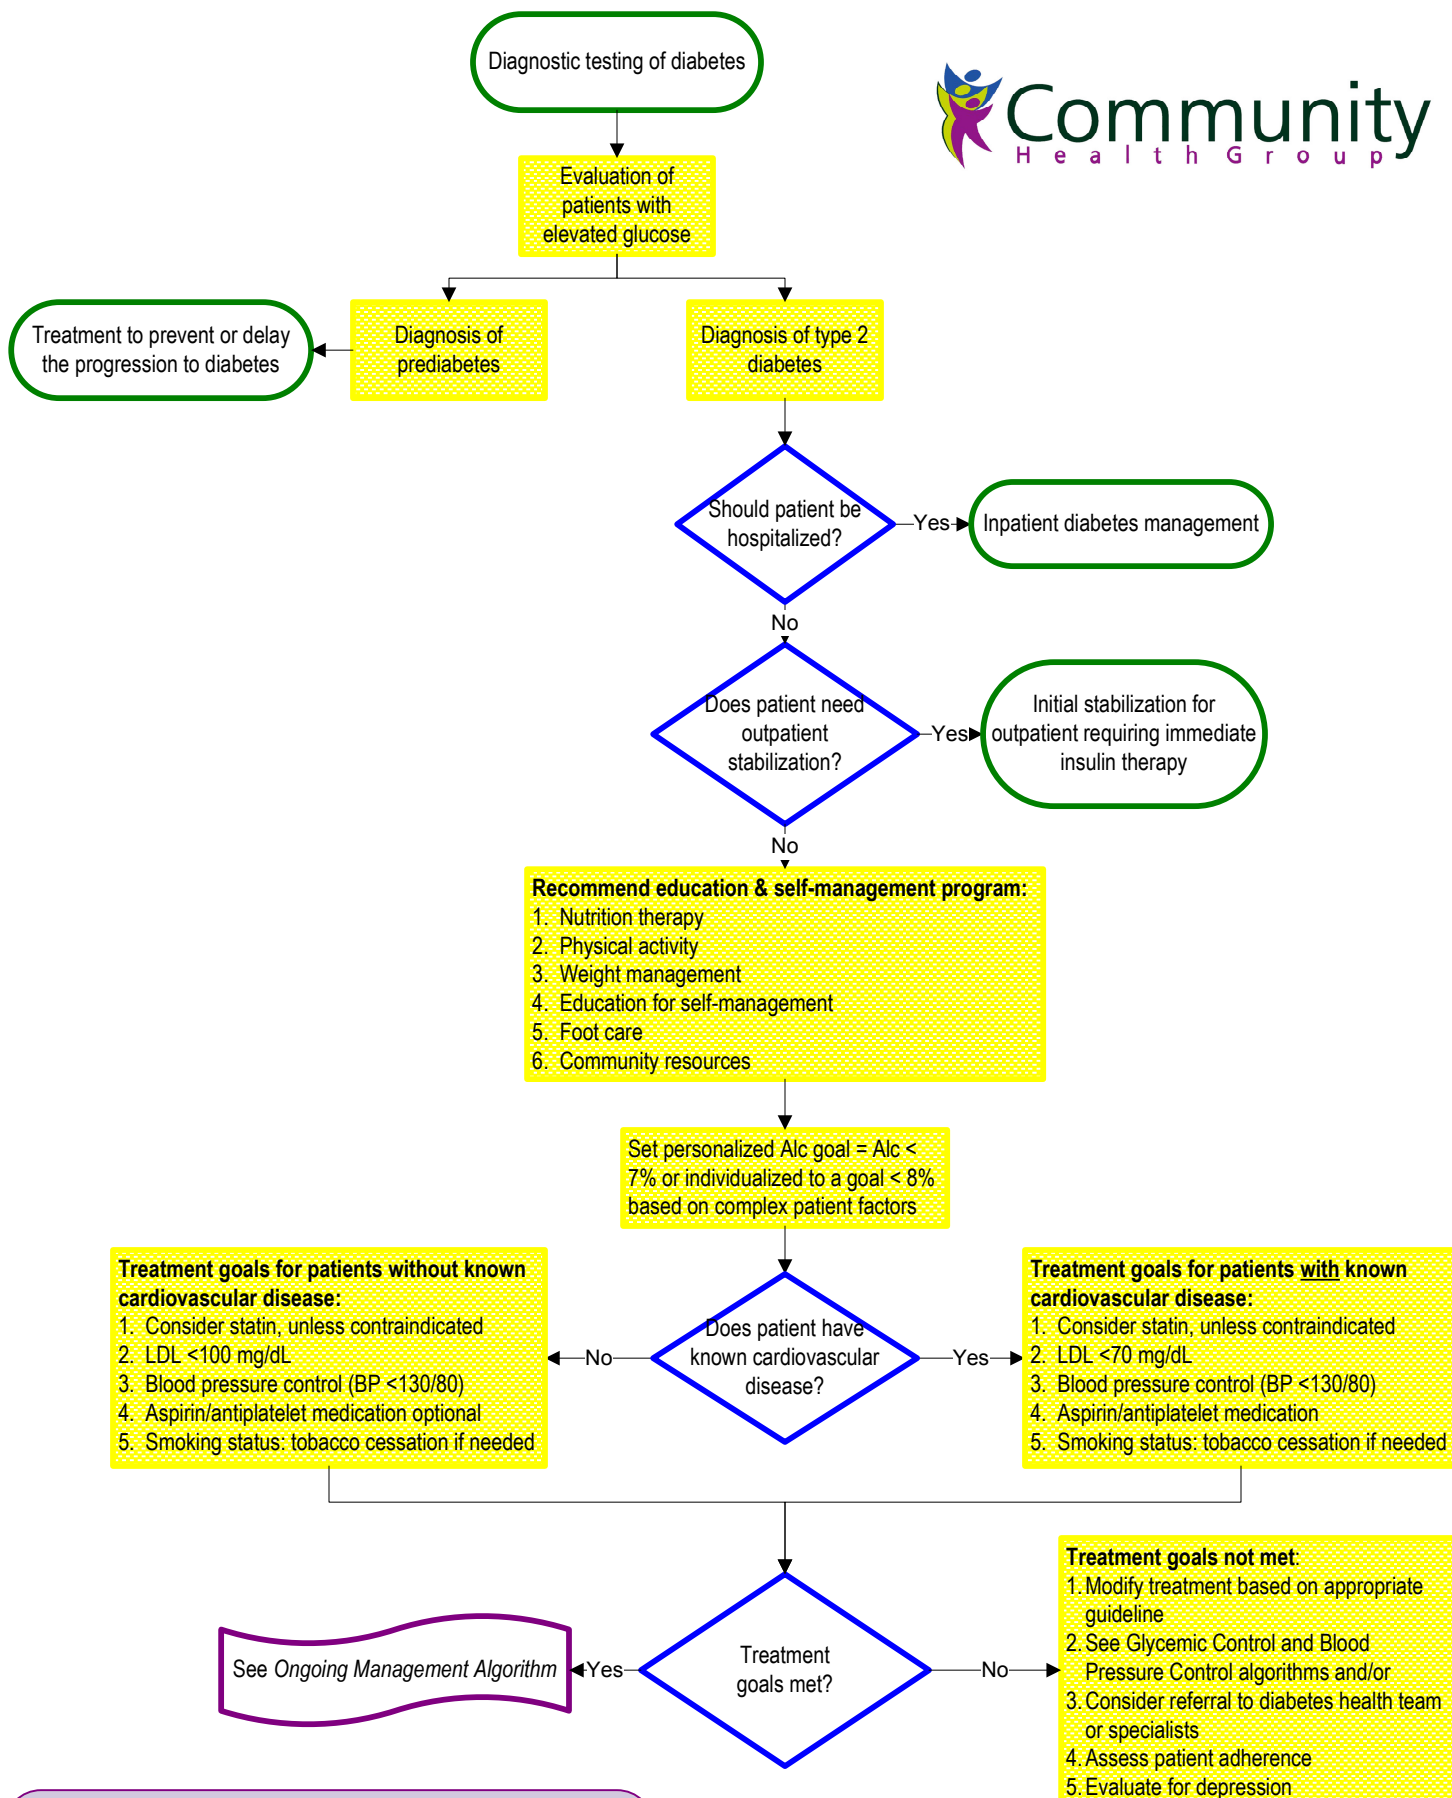 Diagnostic testing of diabetes
Community
HealthGroup
Evaluation of
patients with
elevated glucose
Treatment to prevent or delay
the progression to diabetes
Diagnosis of
prediabetes
Diagnosis of type 2
diabetes
Should patient be
hospitalized?
Yes
Inpatient diabetes management
No
Does patient need
outpatient
stabilization?
Yes
Initial stabilization for
outpatient requiring immediate
insulin therapy
No
Recommend education & self-management program:
1. Nutrition therapy
2. Physical activity
3. Weight management
4. Education for self-management
5. Foot care
6. Community resources
Set personalized Alc goal = Alc <
7% or individualized to a goal < 8%
based on complex patient factors
Treatment goals for patients without known
cardiovascular disease:
1. Consider statin, unless contraindicated
2. LDL <100 mg/dL
3. Blood pressure control (BP <130/80)
4. Aspirin/antiplatelet medication optional
5. Smoking status: tobacco cessation if needed
No
Does patient have
known cardiovascular
disease?
Yes
Treatment goals for patients with known
cardiovascular disease:
1. Consider statin, unless contraindicated
2. LDL <70 mg/dL
3. Blood pressure control (BP <130/80)
4. Aspirin/antiplatelet medication
5. Smoking status: tobacco cessation if needed
See Ongoing Management Algorithm
Yes
Treatment
goals met?
No
Treatment goals not met:
1. Modify treatment based on appropriate
guideline
2. See Glycemic Control and Blood
Pressure Control algorithms and/or
3. Consider referral to diabetes health team
or specialists
4. Assess patient adherence
5. Evaluate for depression